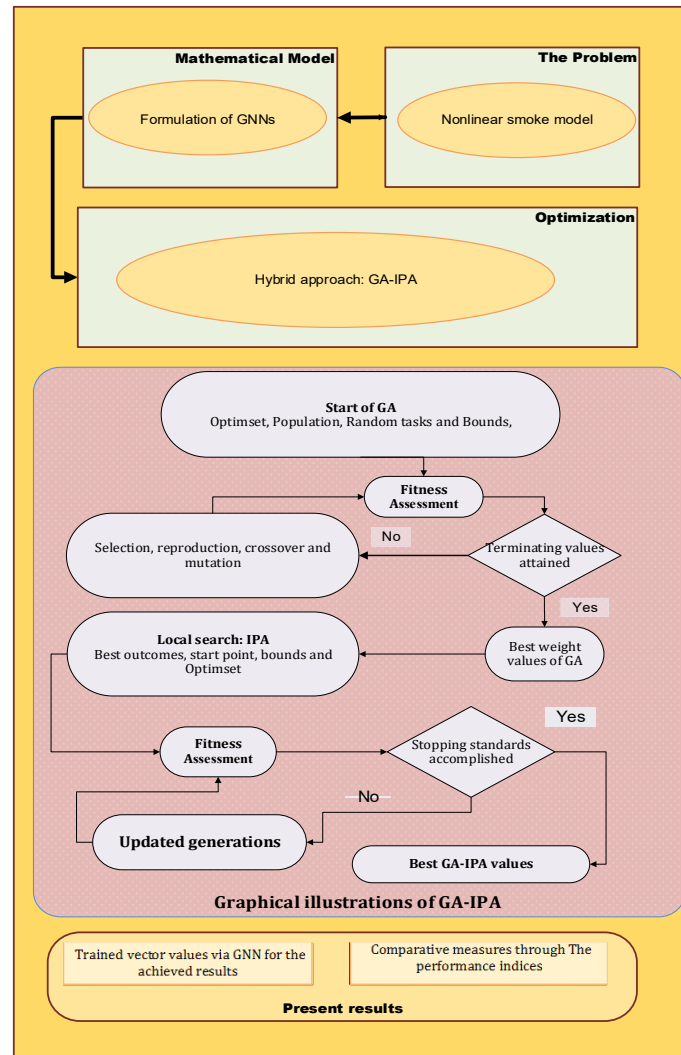 Mathematical Model
Formulation of GNNs
The Problem
Nonlinear smoke model
Optimization
Hybrid approach: GA-IPA
Start of GA
Optimset, Population, Random tasks and Bounds,
Fitness
Assessment
Terminating values
attained
No
Selection, reproduction, crossover and
mutation
Yes
Best weight
values of GA
Local search: IPA
Best outcomes, start point, bounds and
Optimset
Fitness
Assessment
Stopping standards
accomplished
Yes
No
Updated generations
Best GA-IPA values
Graphical illustrations of GA-IPA
Trained vector values via GNN for the
achieved results
Comparative measures through The
performance indices
Present results